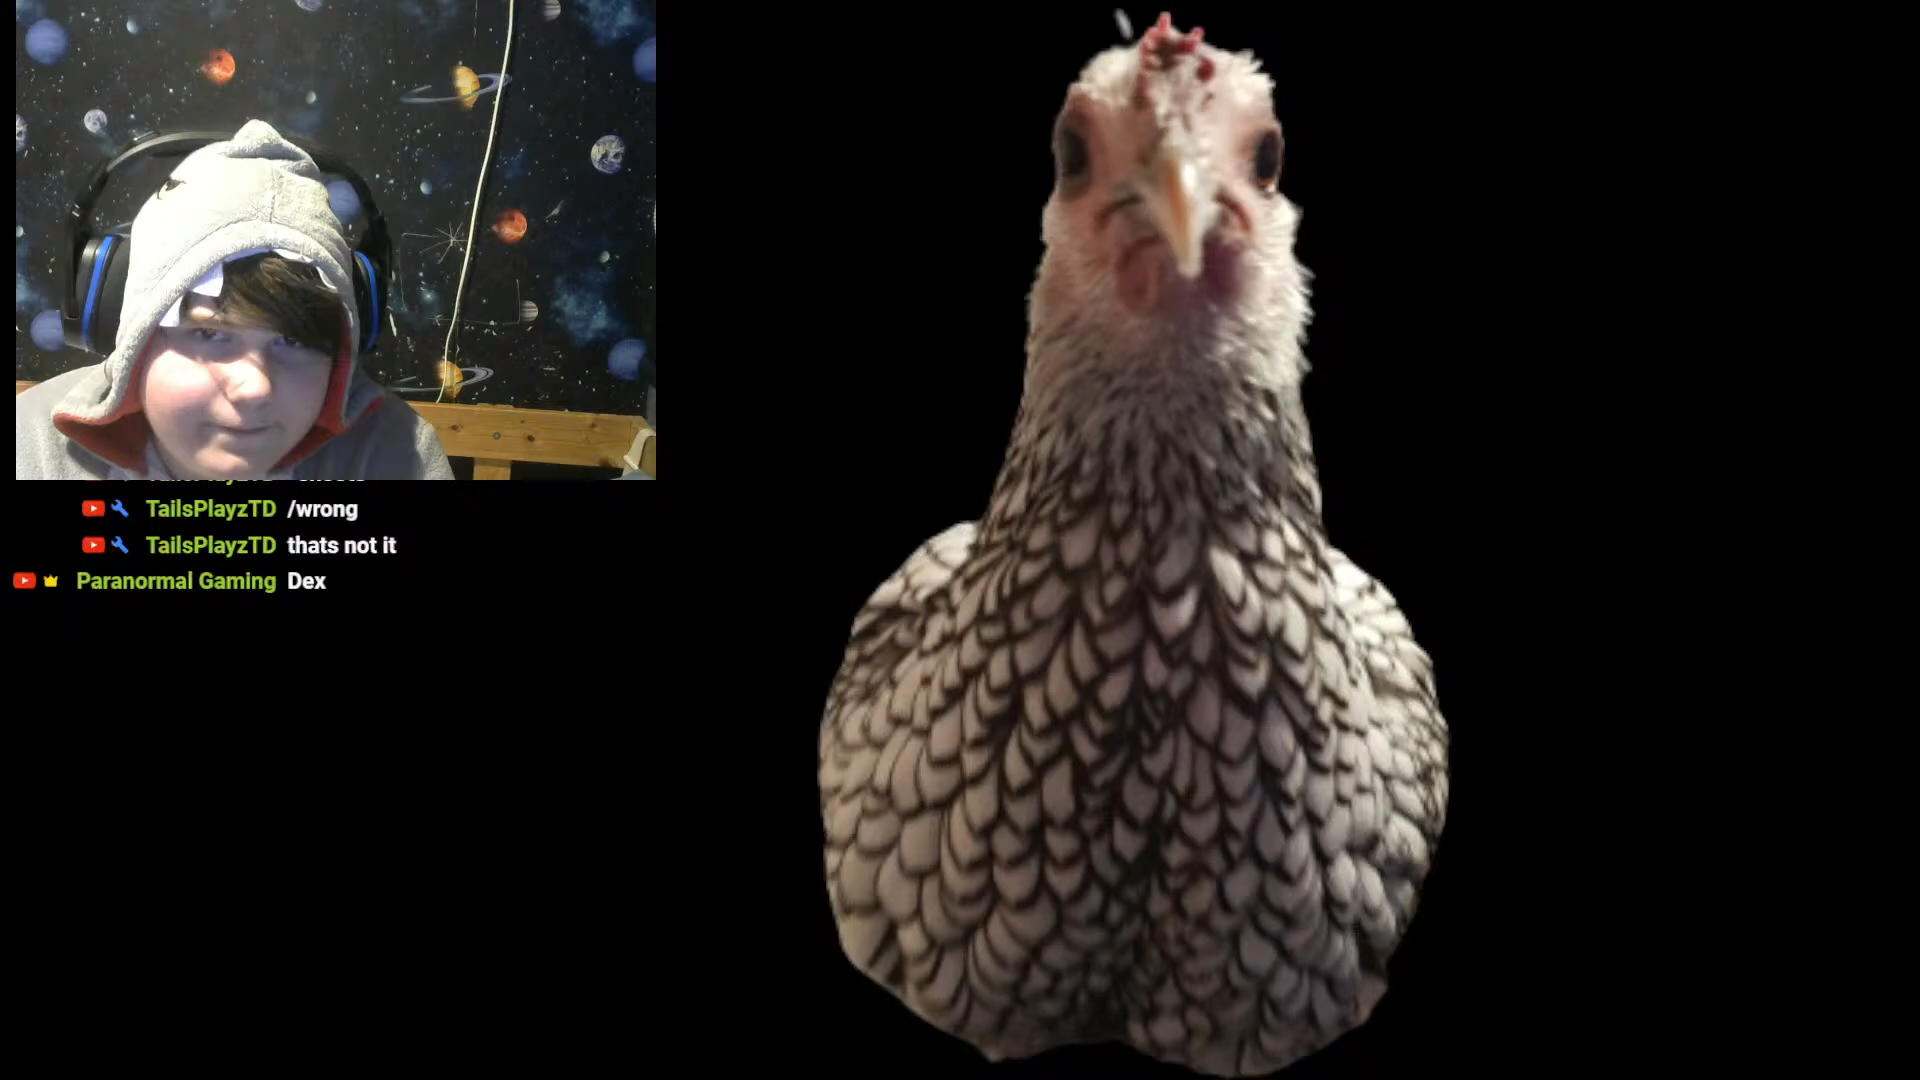 TailsPlayzTD /wrong
TailsPlayzTD thats not it
Paranormal Gaming Dex